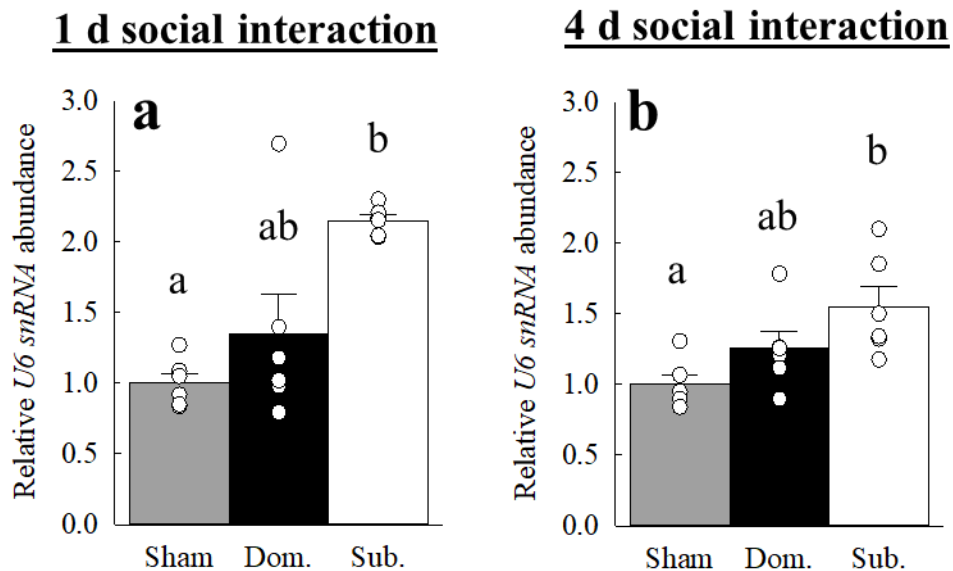 1 d social interaction
4 d social interaction
a
Relative U6 snRNA abundance
3.0
2.5
2.0
1.5
1.0
0.5
0.0
a
ab
b
Sham Dom. Sub.
b
Relative U6 snRNA abundance
3.0
2.5
2.0
1.5
1.0
0.5
0.0
a
ab
b
Sham Dom. Sub.